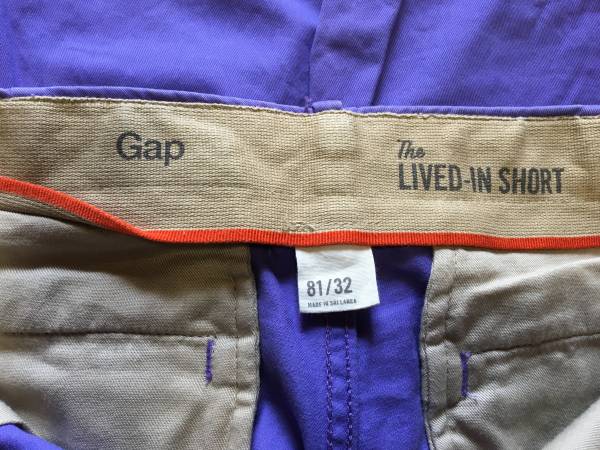 Gap
The
LIVED-IN SHORT
81/32
MADE IN SRI LANKA